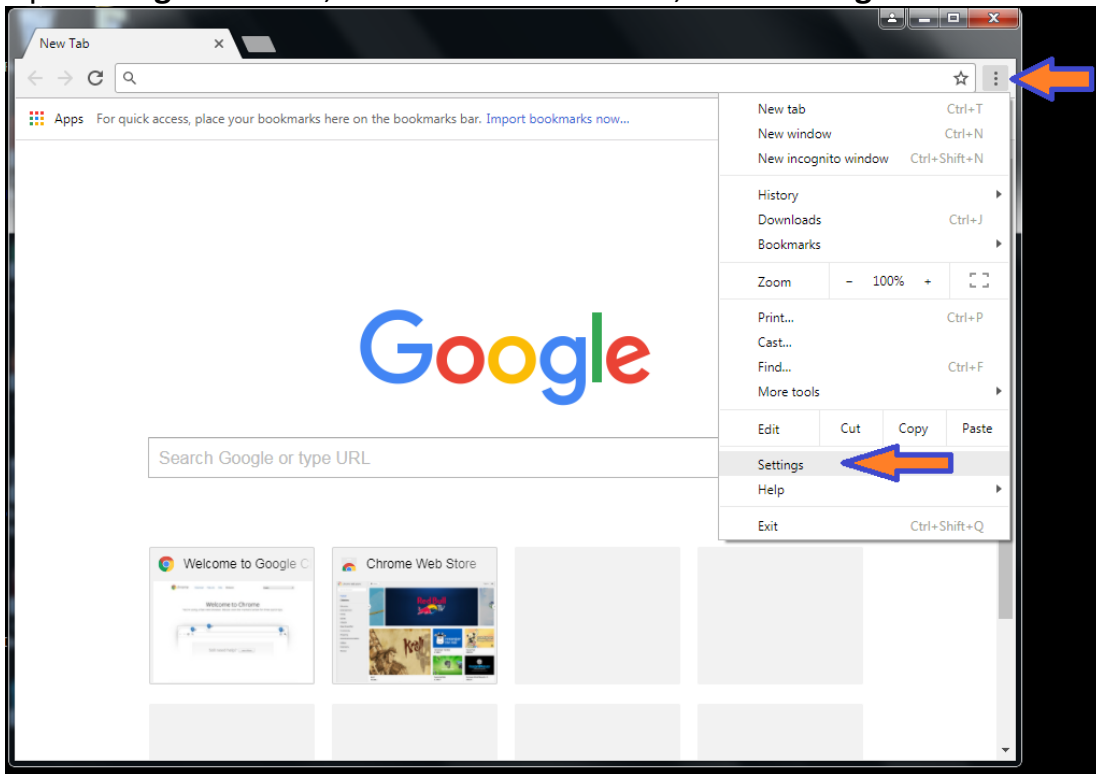 New Tab
Apps For quick access, place your bookmarks here on the bookmarks bar. Import bookmarks now...
New tab Ctrl+T
New window Ctrl+N
New incognito window Ctrl+Shift+N
History
Downloads Ctrl+J
Bookmarks
Zoom - 100% +
Print... Ctrl+P
Cast...
Find... Ctrl+F
More tools
Edit Cut Copy Paste
Settings
Help
Exit Ctrl+Shift+Q
Google
Search Google or type URL
Welcome to Google C
Chrome Web Store
Welcome to Chrome
Red Bull